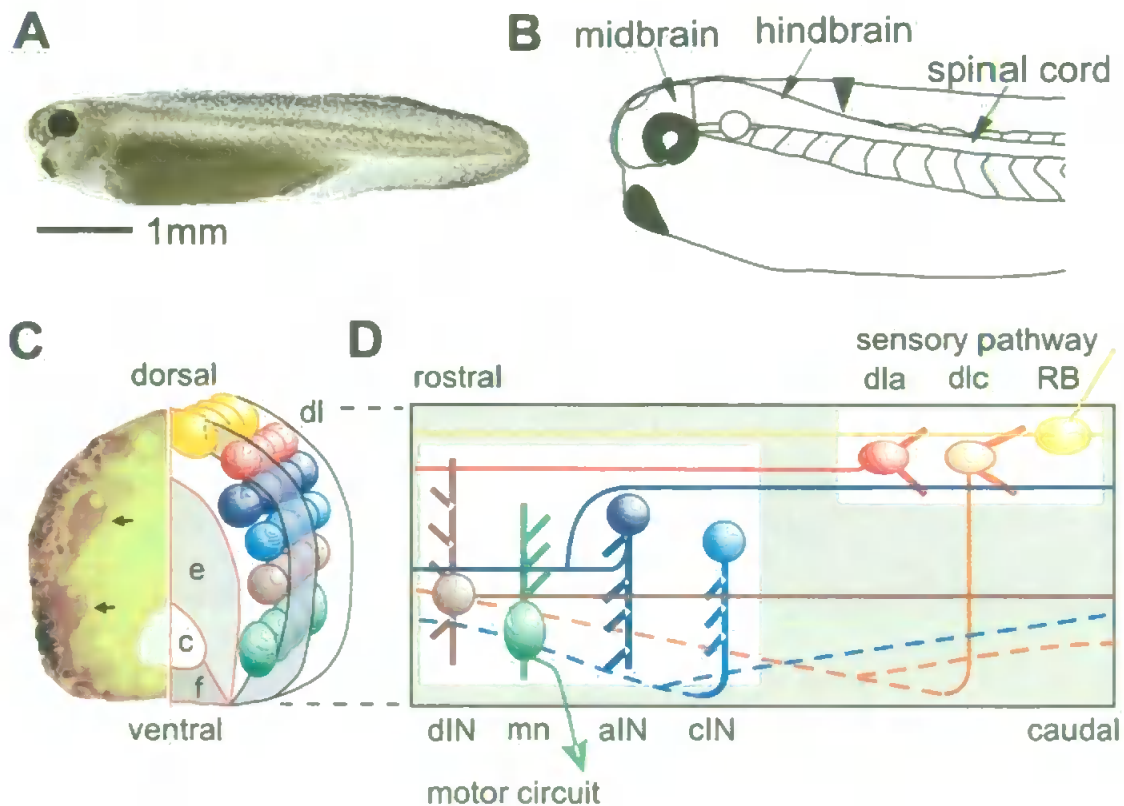 A
1mm
B
midbrain
hindbrain
spinal cord
C
dorsal
dl
e
c
f
ventral
D
rostral
sensory pathway
dla dlc RB
dIN mn aIN cIN
caudal
motor circuit